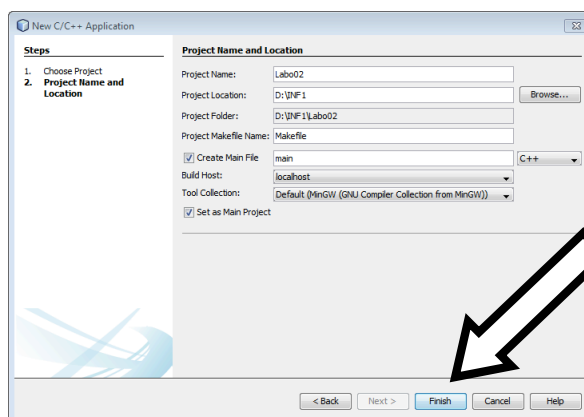 New C/C++ Application
Steps
1. Choose Project
2. Project Name and
Location
Project Name and Location
Project Name: Labo02
Project Location: D:\INF1 Browse...
Project Folder: D:\INF1\Labo02
Project Makefile Name: Makefile
Create Main File main C++
Build Host: localhost
Tool Collection: Default (MinGW (GNU Compiler Collection from MinGW))
Set as Main Project
< Back Next > Finish Cancel Help